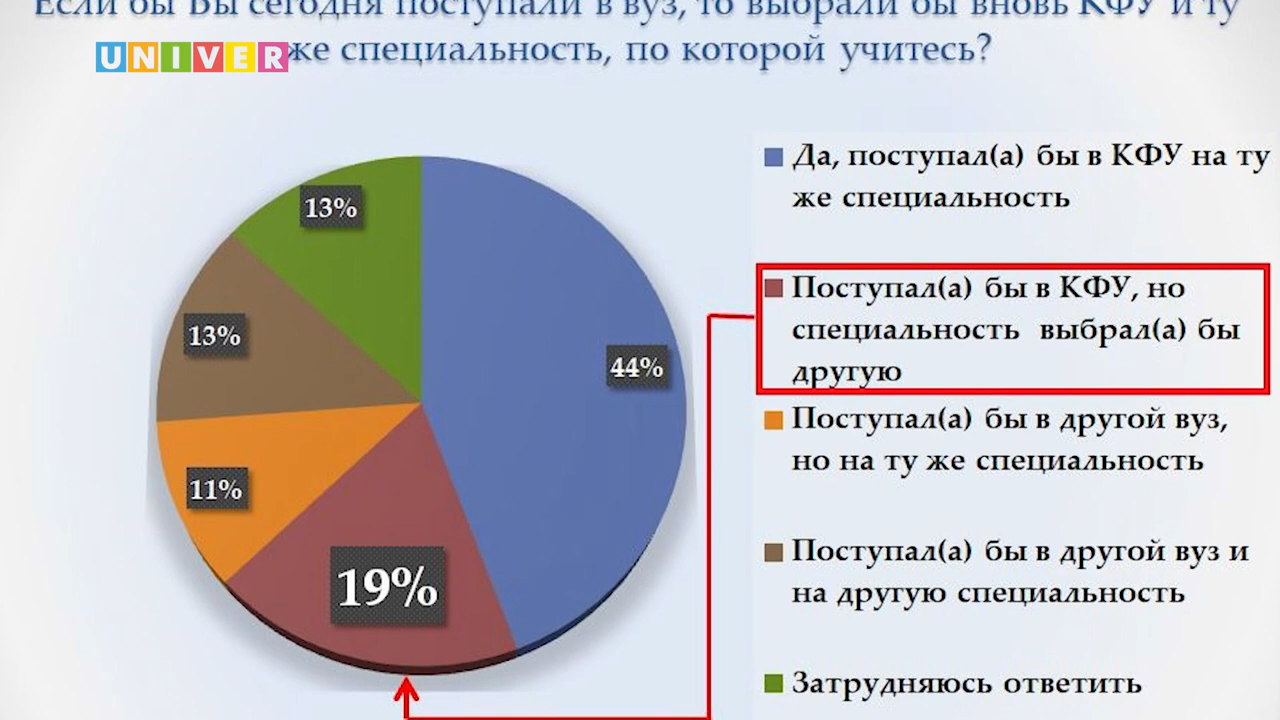 Если бы Вы сегодня поступали в вуз, то выбрали бы вновь КФУ и ту
UNIVER
же специальность, по которой учитесь?
Да, поступал(а) бы в КФУ на ту
же специальность
13%
Поступал(а) бы в КФУ, но
специальность выбрал(а) бы
другую
13%
44%
Поступал(а) бы в другой вуз,
но на ту же специальность
11%
Поступал(а) бы в другой вуз и
на другую специальность
19%
Затрудняюсь ответить